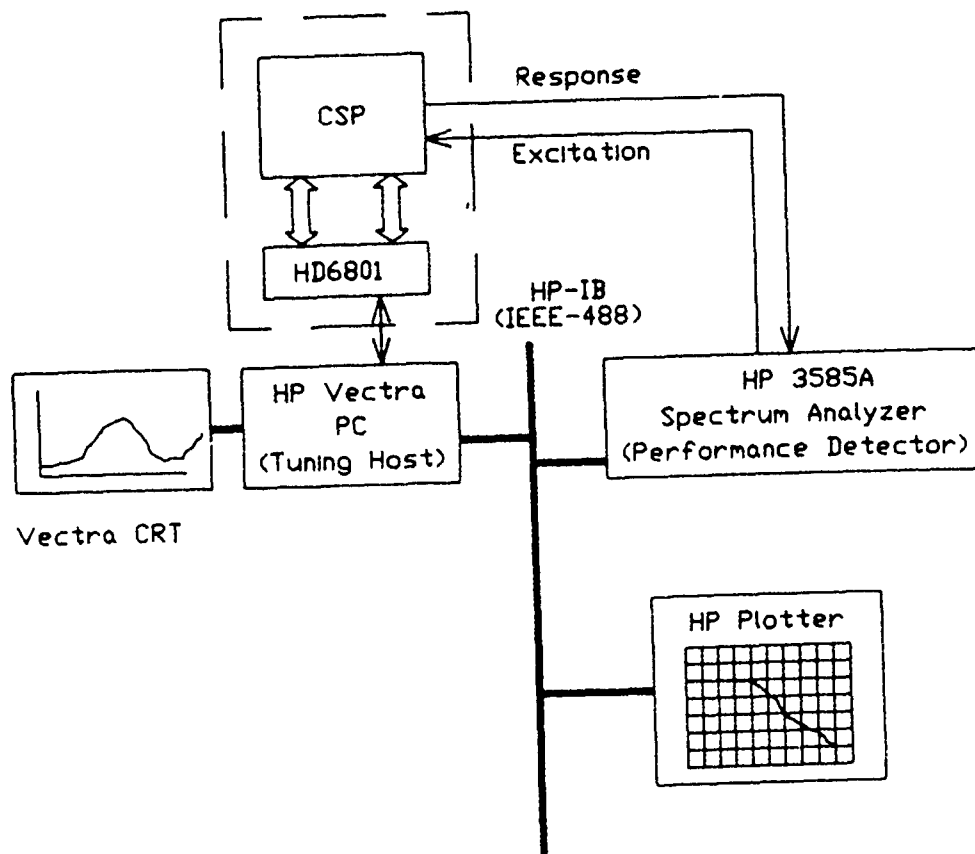 CSP
Response
Excitation
HD6801
HP-IB
(IEEE-488)
HP Vectra
PC
(Tuning Host)
HP 3585A
Spectrum Analyzer
(Performance Detector)
Vectra CRT
HP Plotter